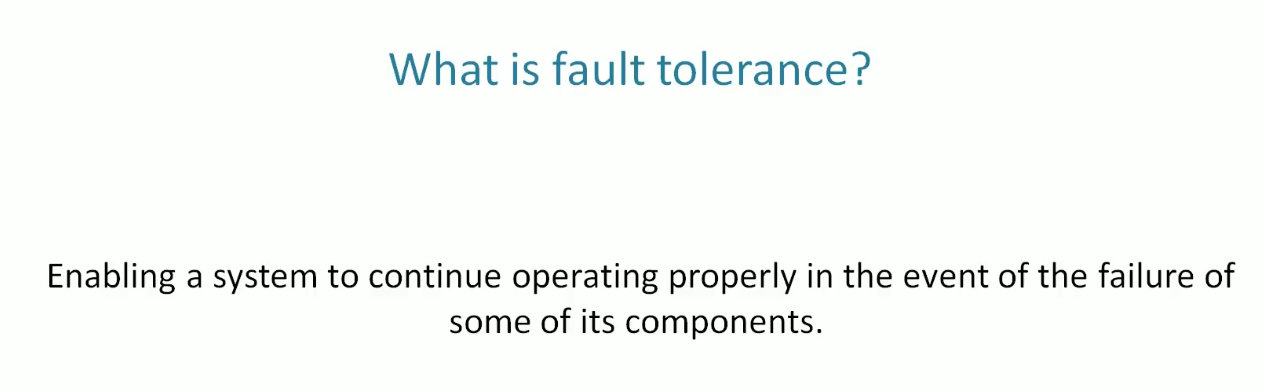 What is fault tolerance?
Enabling a system to continue operating properly in the event of the failure of
some of its components.